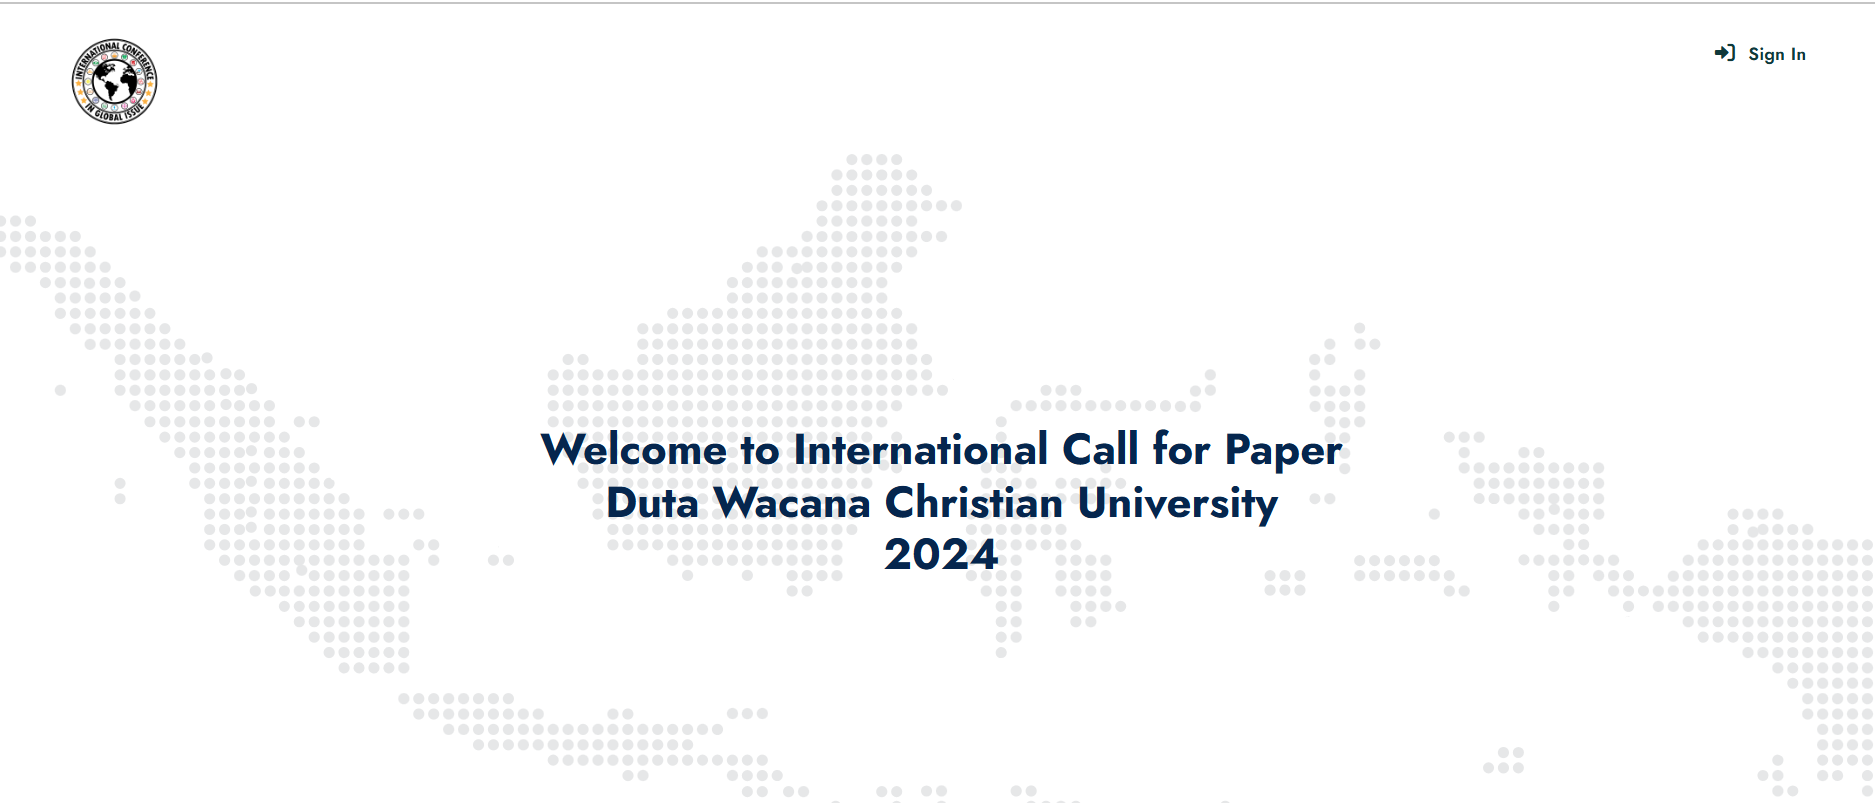 INTERNATIONAL CONFERENCE
IN GLOBAL ISSUE
Sign In
Welcome to International Call for Paper
Duta Wacana Christian University
2024